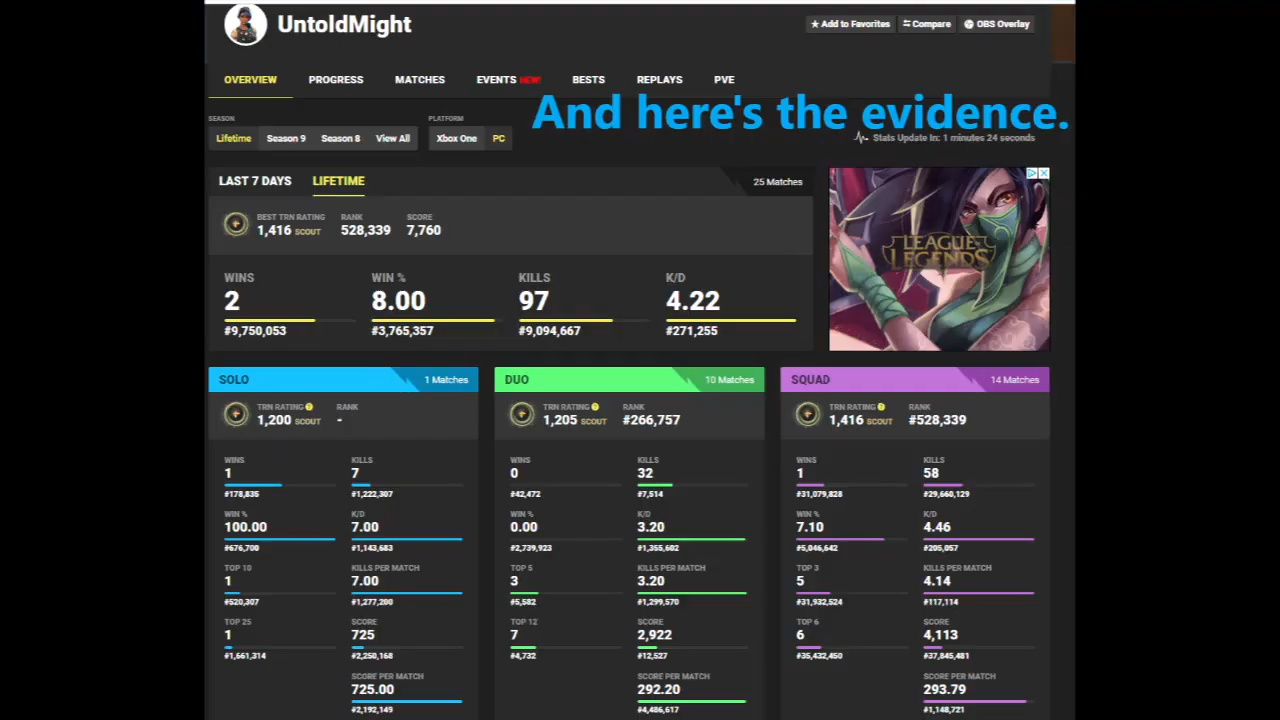 UntoldMight
Add to Favorites Compare OBS Overlay
OVERVIEW PROGRESS MATCHES EVENTS NEW! BESTS REPLAYS PVE
And here's the evidence.
SEASON PLATFORM
Lifetime Season 9 Season 8 View All Xbox One PC
Stats Update In: 1 minutes 24 seconds
LAST 7 DAYS LIFETIME 25 Matches
BEST TRN RATING RANK SCORE
1,416 SCOUT 528,339 7,760
WINS WIN % KILLS K/D
2 8.00 97 4.22
#9,750,053 #3,765,357 #9,094,667 #271,255
LEAGUE OF
LEGENDS
SOLO 1 Matches
TRN RATING RANK
1,200 SCOUT -
WINS KILLS
1 7
#178,835 #1,222,307
WIN % K/D
100.00 7.00
#676,700 #1,143,683
TOP 10 KILLS PER MATCH
1 7.00
#520,307 #1,277,200
TOP 25 SCORE
1 725
#1,661,314 #2,250,168
SCORE PER MATCH
725.00
#2,192,149
DUO 10 Matches
TRN RATING RANK
1,205 SCOUT #266,757
WINS KILLS
0 32
#42,472 #7,514
WIN % K/D
0.00 3.20
#2,739,923 #1,355,602
TOP 5 KILLS PER MATCH
3 3.20
#5,582 #1,299,570
TOP 12 SCORE
7 2,922
#4,732 #12,527
SCORE PER MATCH
292.20
#4,486,617
SQUAD 14 Matches
TRN RATING RANK
1,416 SCOUT #528,339
WINS KILLS
1 58
#31,079,828 #29,660,129
WIN % K/D
7.10 4.46
#5,046,642 #205,057
TOP 3 KILLS PER MATCH
5 4.14
#31,932,524 #117,114
TOP 6 SCORE
6 4,113
#35,432,450 #37,845,481
SCORE PER MATCH
293.79
#1,148,721